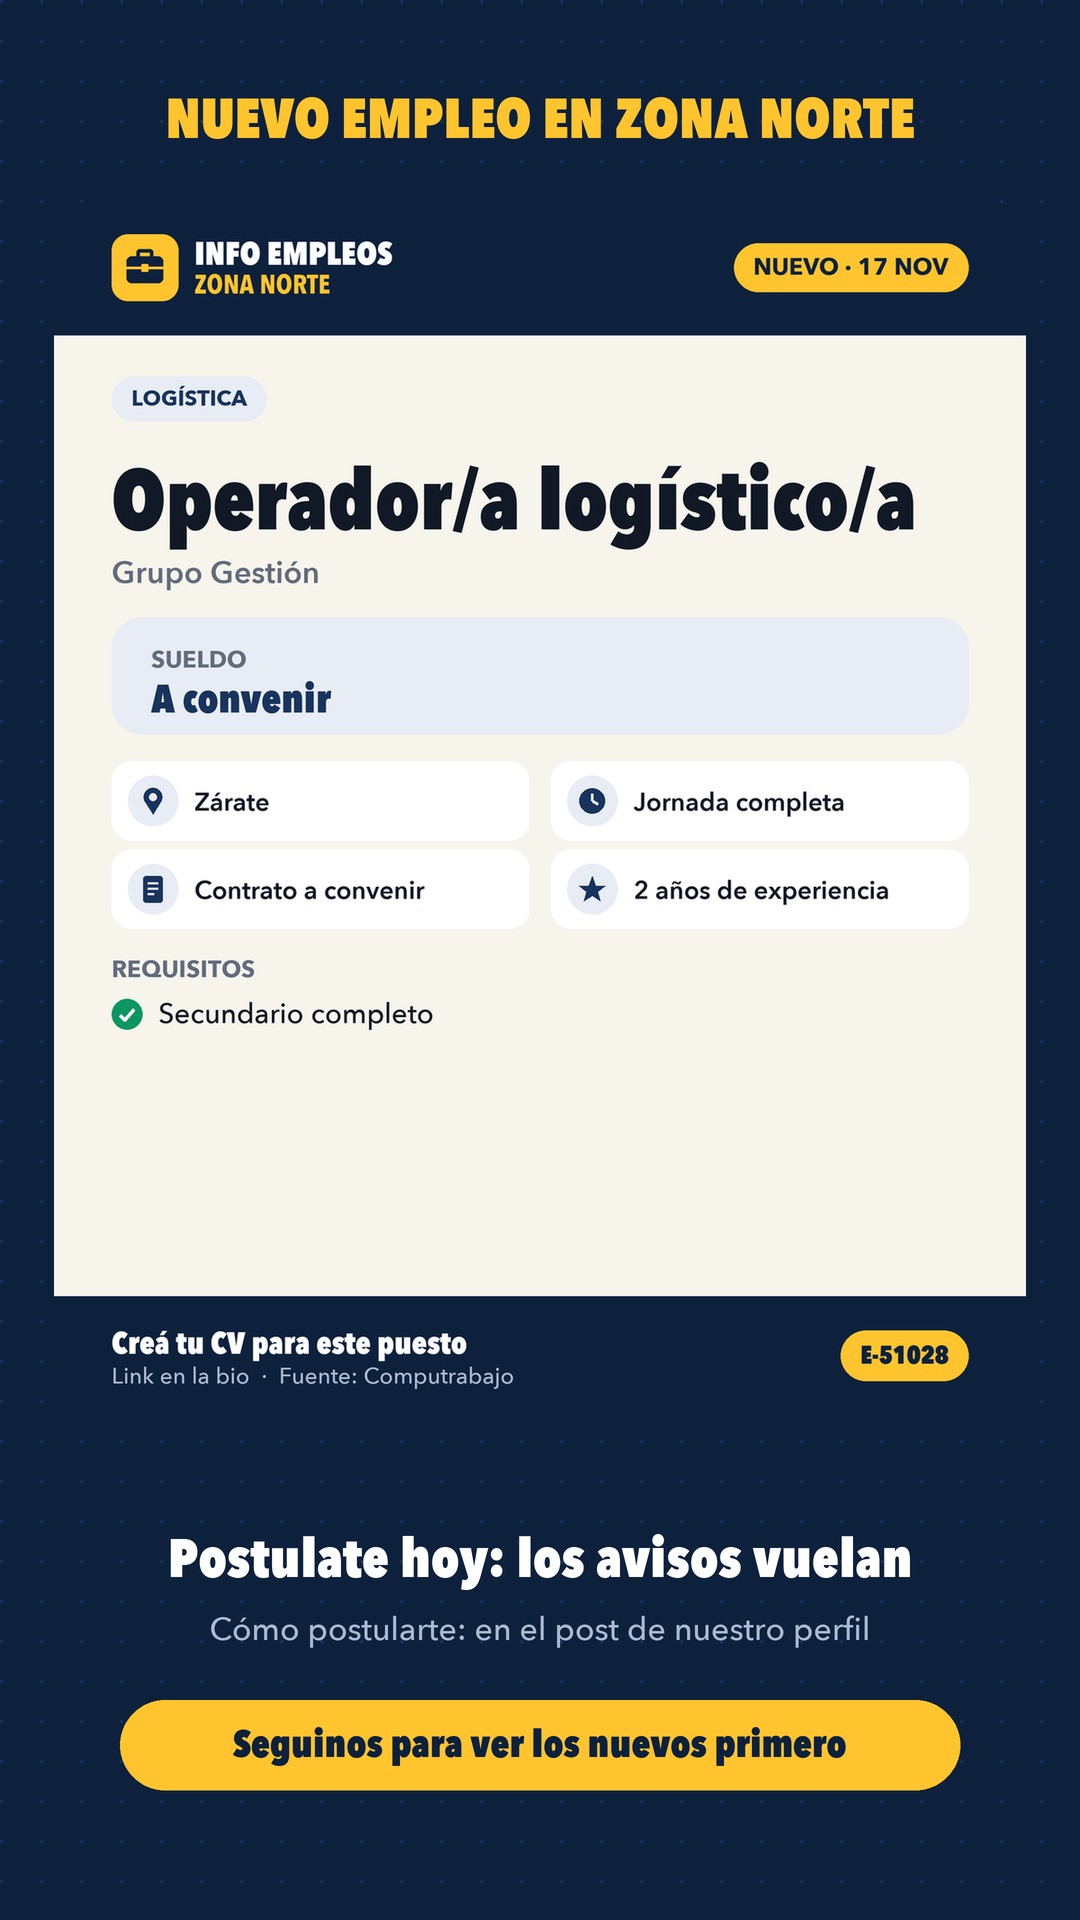 NUEVO EMPLEO EN ZONA NORTE
INFO EMPLEOS
ZONA NORTE
NUEVO · 17 NOV
LOGÍSTICA
Operador/a logístico/a
Grupo Gestión
SUELDO
A convenir
Zárate
Jornada completa
Contrato a convenir
2 años de experiencia
REQUISITOS
Secundario completo
Creá tu CV para este puesto
Link en la bio · Fuente: Computrabajo
E-51028
Postulate hoy: los avisos vuelan
Cómo postularte: en el post de nuestro perfil
Seguinos para ver los nuevos primero